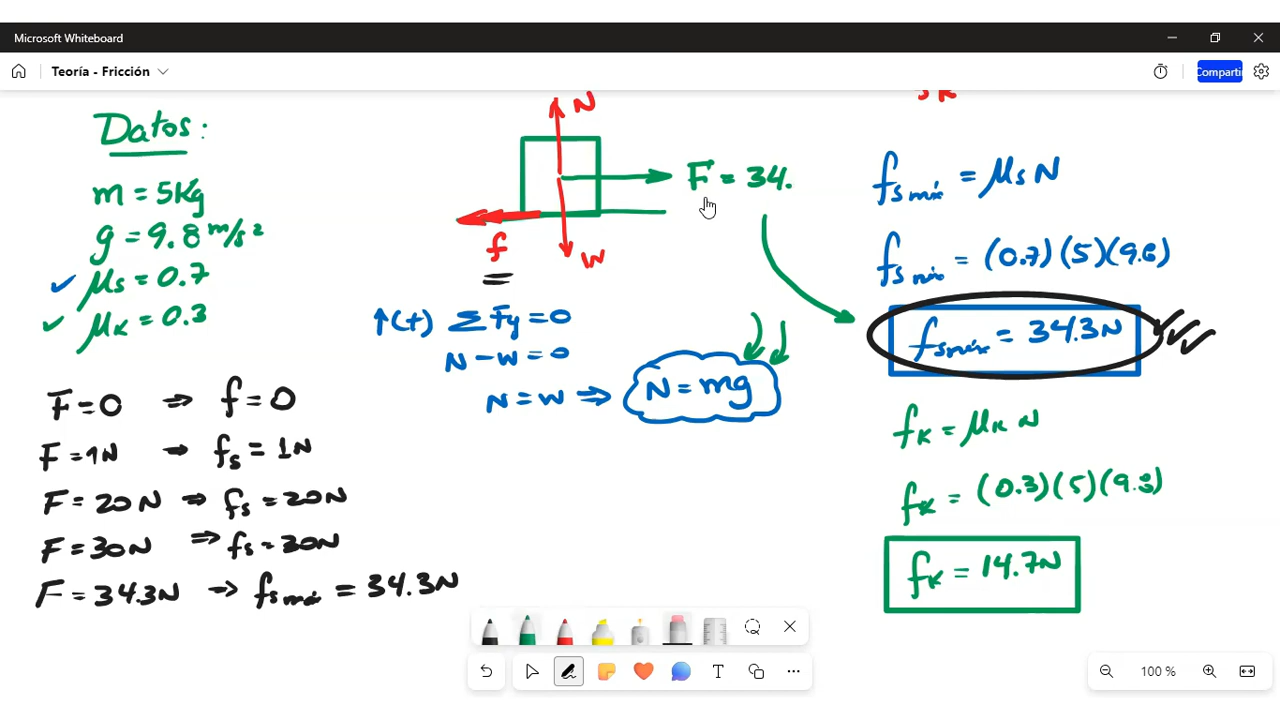 Microsoft Whiteboard
Teoría - Fricción
Comparti
Datos:
m = 5Kg
g = 9.8 m/s²
✓ μs = 0.7
✓ μK = 0.3
N
F = 34.
f
W
↑(+) ΣFy = 0
N - W = 0
N = W ⇒ N = mg
F = 0 ⇒ f = 0
F = 1N → fs = 1N
F = 20N ⇒ fs = 20N
F = 30N ⇒ fs = 30N
F = 34.3N → fs máx = 34.3N
fs máx = μs N
fs máx = (0.7)(5)(9.8)
fs máx = 34.3N
fK = μK N
fK = (0.3)(5)(9.8)
fK = 14.7N
T
100 %